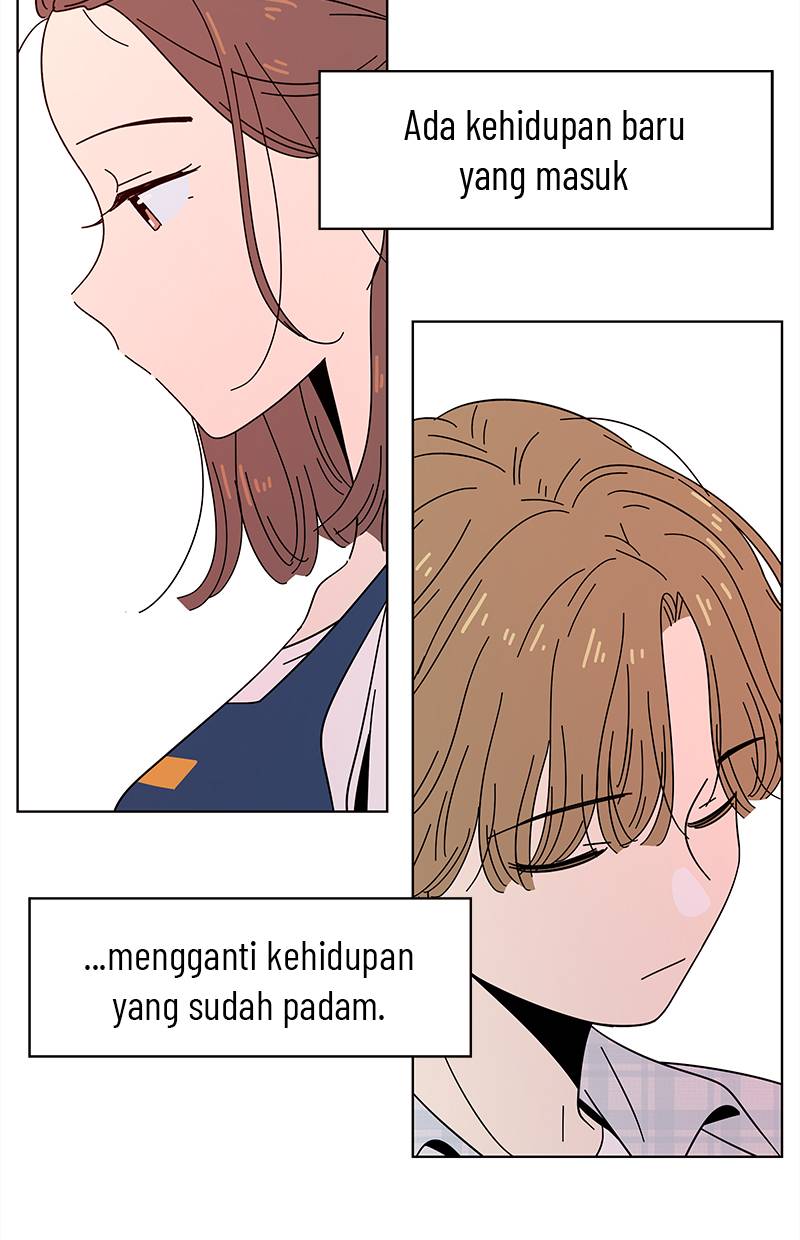 Ada kehidupan baru
yang masuk
...mengganti kehidupan
yang sudah padam.